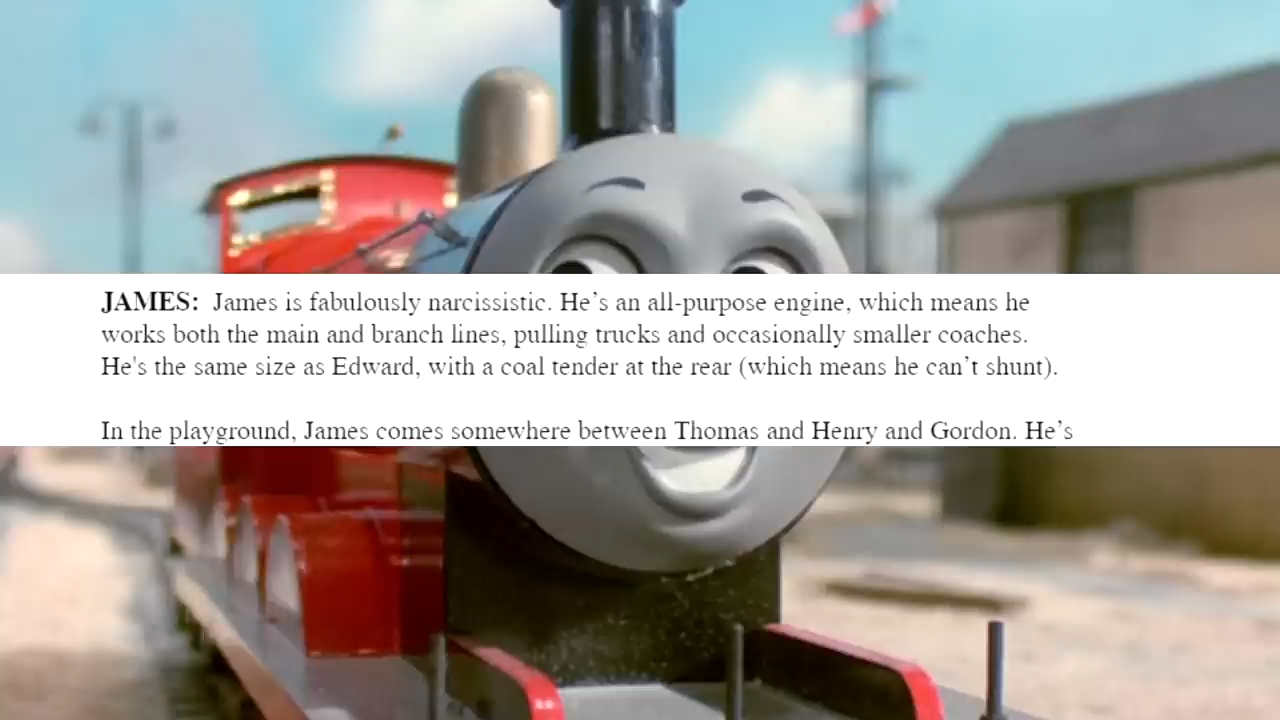 JAMES: James is fabulously narcissistic. He’s an all-purpose engine, which means he
works both the main and branch lines, pulling trucks and occasionally smaller coaches.
He's the same size as Edward, with a coal tender at the rear (which means he can’t shunt).
In the playground, James comes somewhere between Thomas and Henry and Gordon. He’s